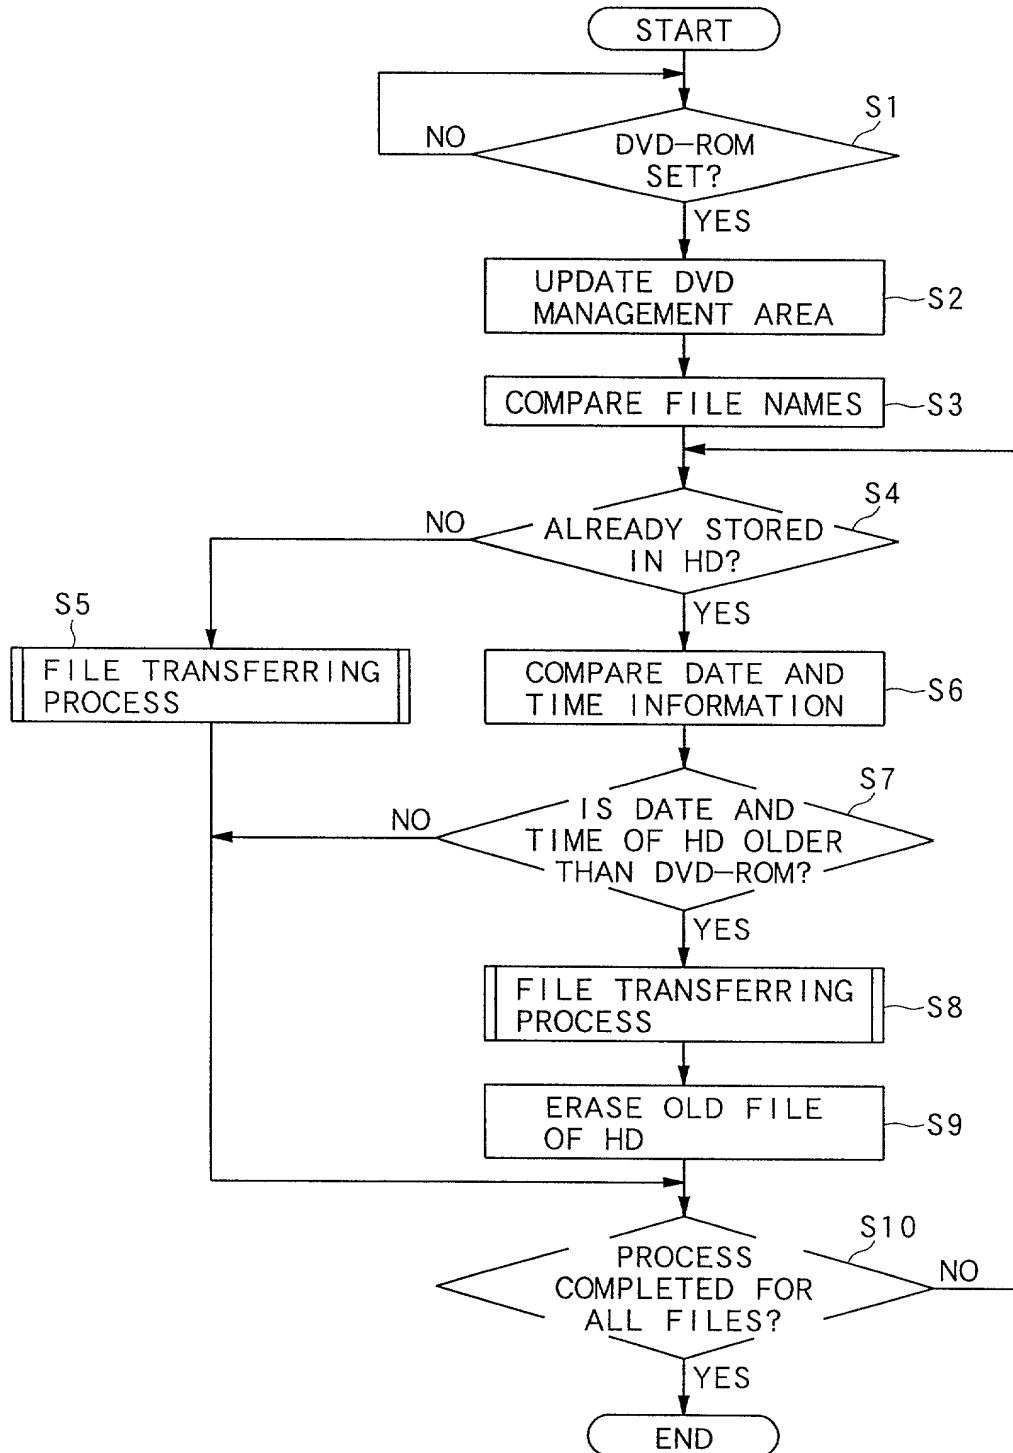 START
S1
NO
DVD-ROM
SET?
YES
UPDATE DVD
MANAGEMENT AREA
S2
COMPARE FILE NAMES
S3
S4
NO
ALREADY STORED
IN HD?
YES
S5
FILE TRANSFERRING
PROCESS
COMPARE DATE AND
TIME INFORMATION
S6
S7
NO
IS DATE AND
TIME OF HD OLDER
THAN DVD-ROM?
YES
FILE TRANSFERRING
PROCESS
S8
ERASE OLD FILE
OF HD
S9
S10
PROCESS
COMPLETED FOR
ALL FILES?
NO
YES
END